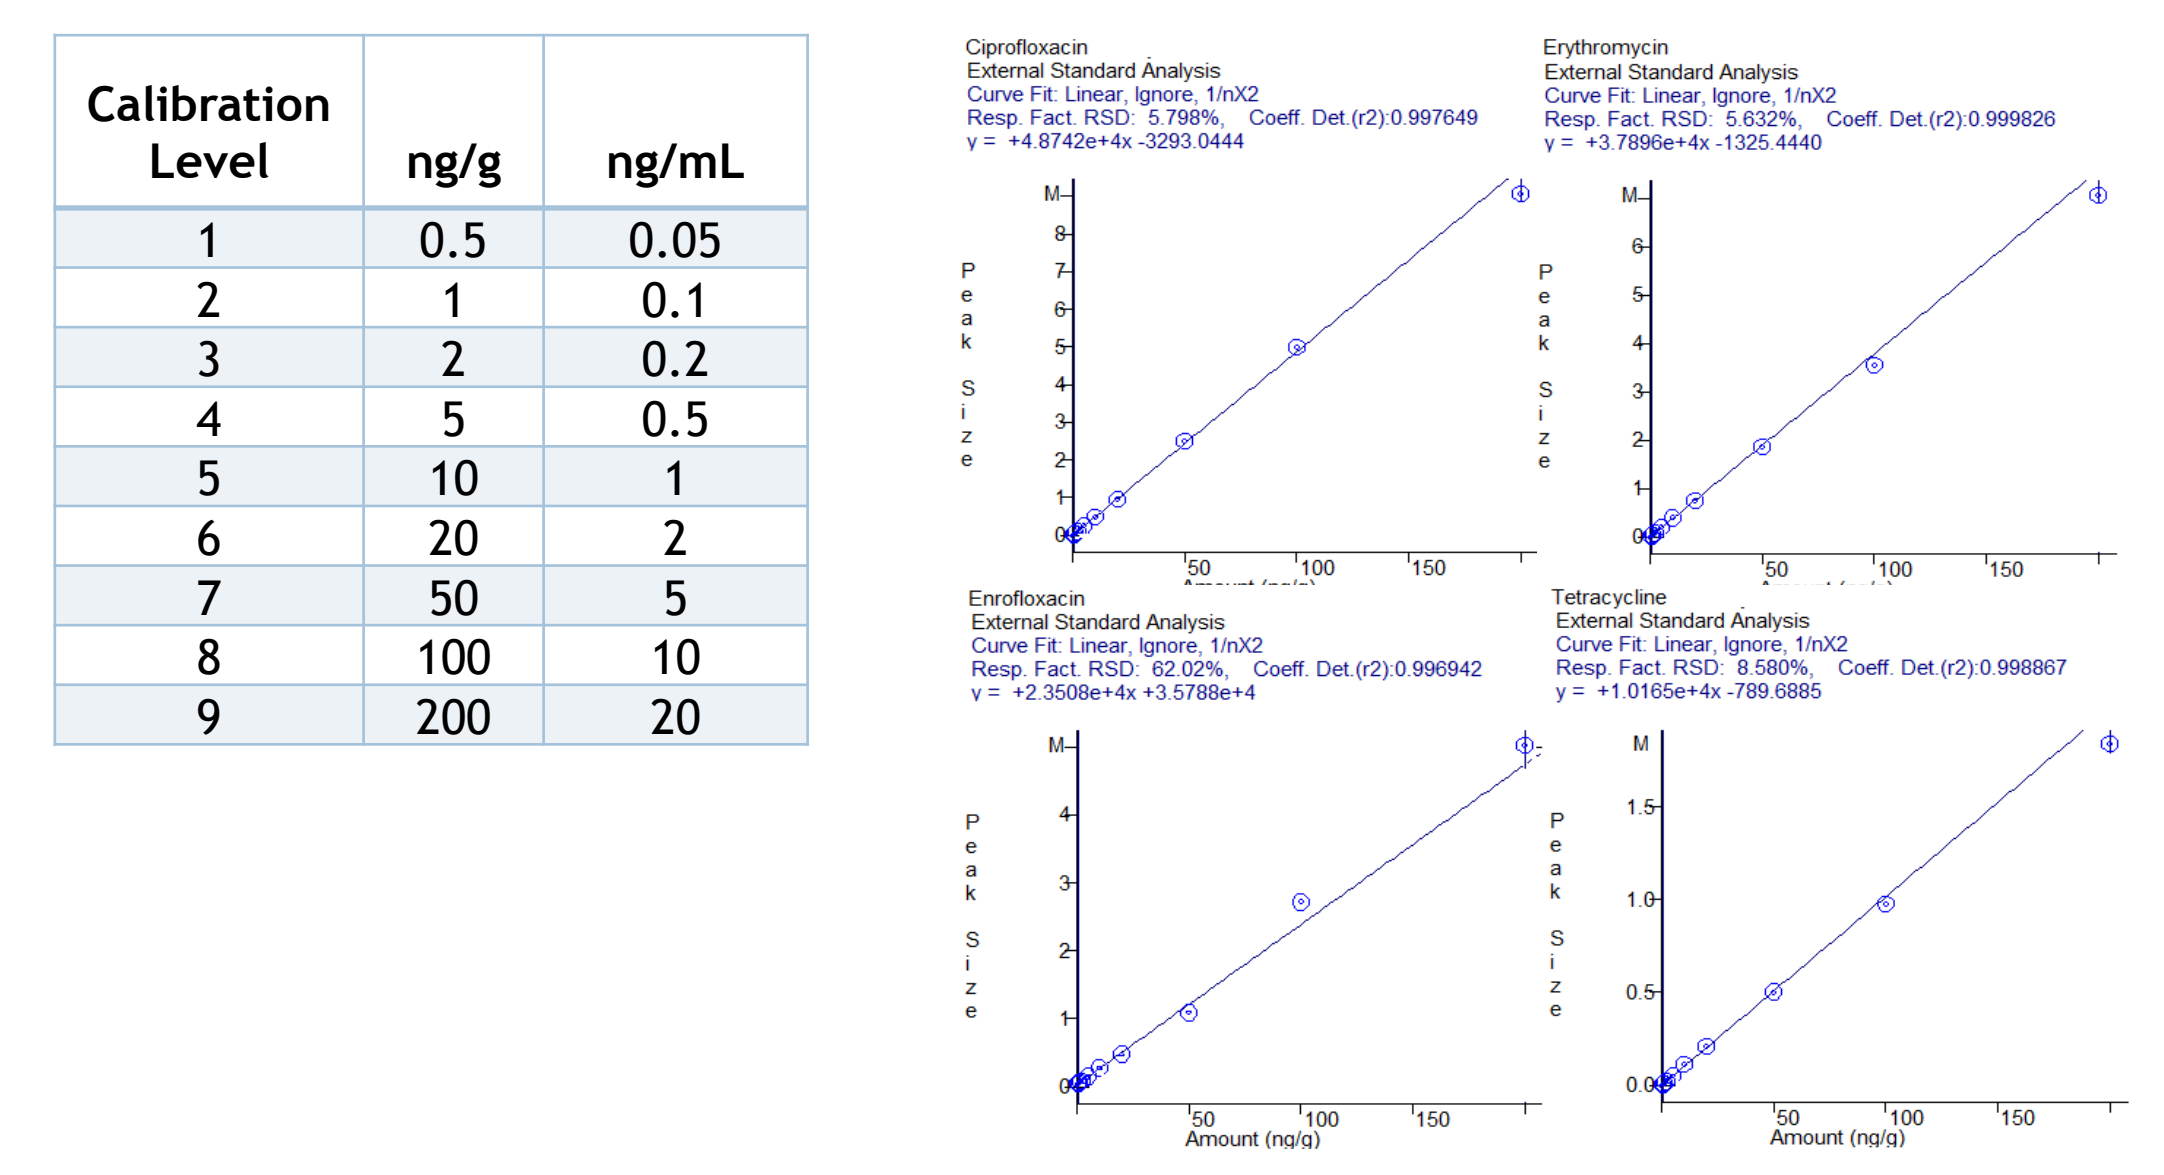 Calibration Level ng/g ng/mL
1 0.5 0.05
2 1 0.1
3 2 0.2
4 5 0.5
5 10 1
6 20 2
7 50 5
8 100 10
9 200 20
Ciprofloxacin
External Standard Analysis
Curve Fit: Linear, Ignore, 1/nX2
Resp. Fact. RSD: 5.798%, Coeff. Det.(r2):0.997649
y = +4.8742e+4x -3293.0444
M
8
7
6
5
4
3
2
1
0
Peak Size
50 100 150
Amount (ng/g)
Erythromycin
External Standard Analysis
Curve Fit: Linear, Ignore, 1/nX2
Resp. Fact. RSD: 5.632%, Coeff. Det.(r2):0.999826
y = +3.7896e+4x -1325.4440
M
6
5
4
3
2
1
0
Peak Size
50 100 150
Enrofloxacin
External Standard Analysis
Curve Fit: Linear, Ignore, 1/nX2
Resp. Fact. RSD: 62.02%, Coeff. Det.(r2):0.996942
y = +2.3508e+4x +3.5788e+4
M
4
3
2
1
0
Peak Size
50 100 150
Amount (ng/g)
Tetracycline
External Standard Analysis
Curve Fit: Linear, Ignore, 1/nX2
Resp. Fact. RSD: 8.580%, Coeff. Det.(r2):0.998867
y = +1.0165e+4x -789.6885
M
1.5
1.0
0.5
0.0
Peak Size
50 100 150
Amount (ng/g)